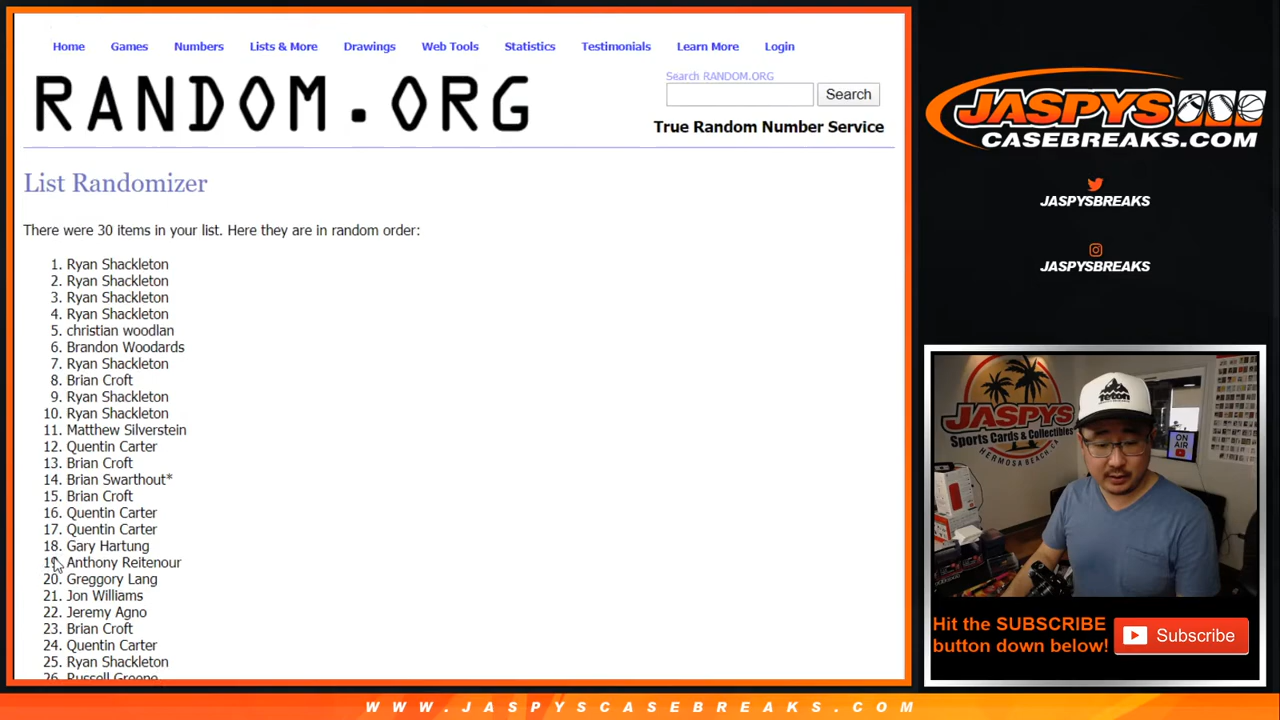 Home Games Numbers Lists & More Drawings Web Tools Statistics Testimonials Learn More Login
RANDOM.ORG
Search RANDOM.ORG
Search
True Random Number Service
List Randomizer
There were 30 items in your list. Here they are in random order:
1. Ryan Shackleton
2. Ryan Shackleton
3. Ryan Shackleton
4. Ryan Shackleton
5. christian woodlan
6. Brandon Woodards
7. Ryan Shackleton
8. Brian Croft
9. Ryan Shackleton
10. Ryan Shackleton
11. Matthew Silverstein
12. Quentin Carter
13. Brian Croft
14. Brian Swarthout*
15. Brian Croft
16. Quentin Carter
17. Quentin Carter
18. Gary Hartung
19. Anthony Reitenour
20. Greggory Lang
21. Jon Williams
22. Jeremy Agno
23. Brian Croft
24. Quentin Carter
25. Ryan Shackleton
26. Russell Greene
JASPYS
CASEBREAKS.COM
JASPYSBREAKS
JASPYSBREAKS
JASPYS
Sports Cards & Collectibles
HERMOSA BEACH, CA
Teton
ON AIR
Hit the SUBSCRIBE
button down below!
Subscribe
WWW.JASPYSCASEBREAKS.COM